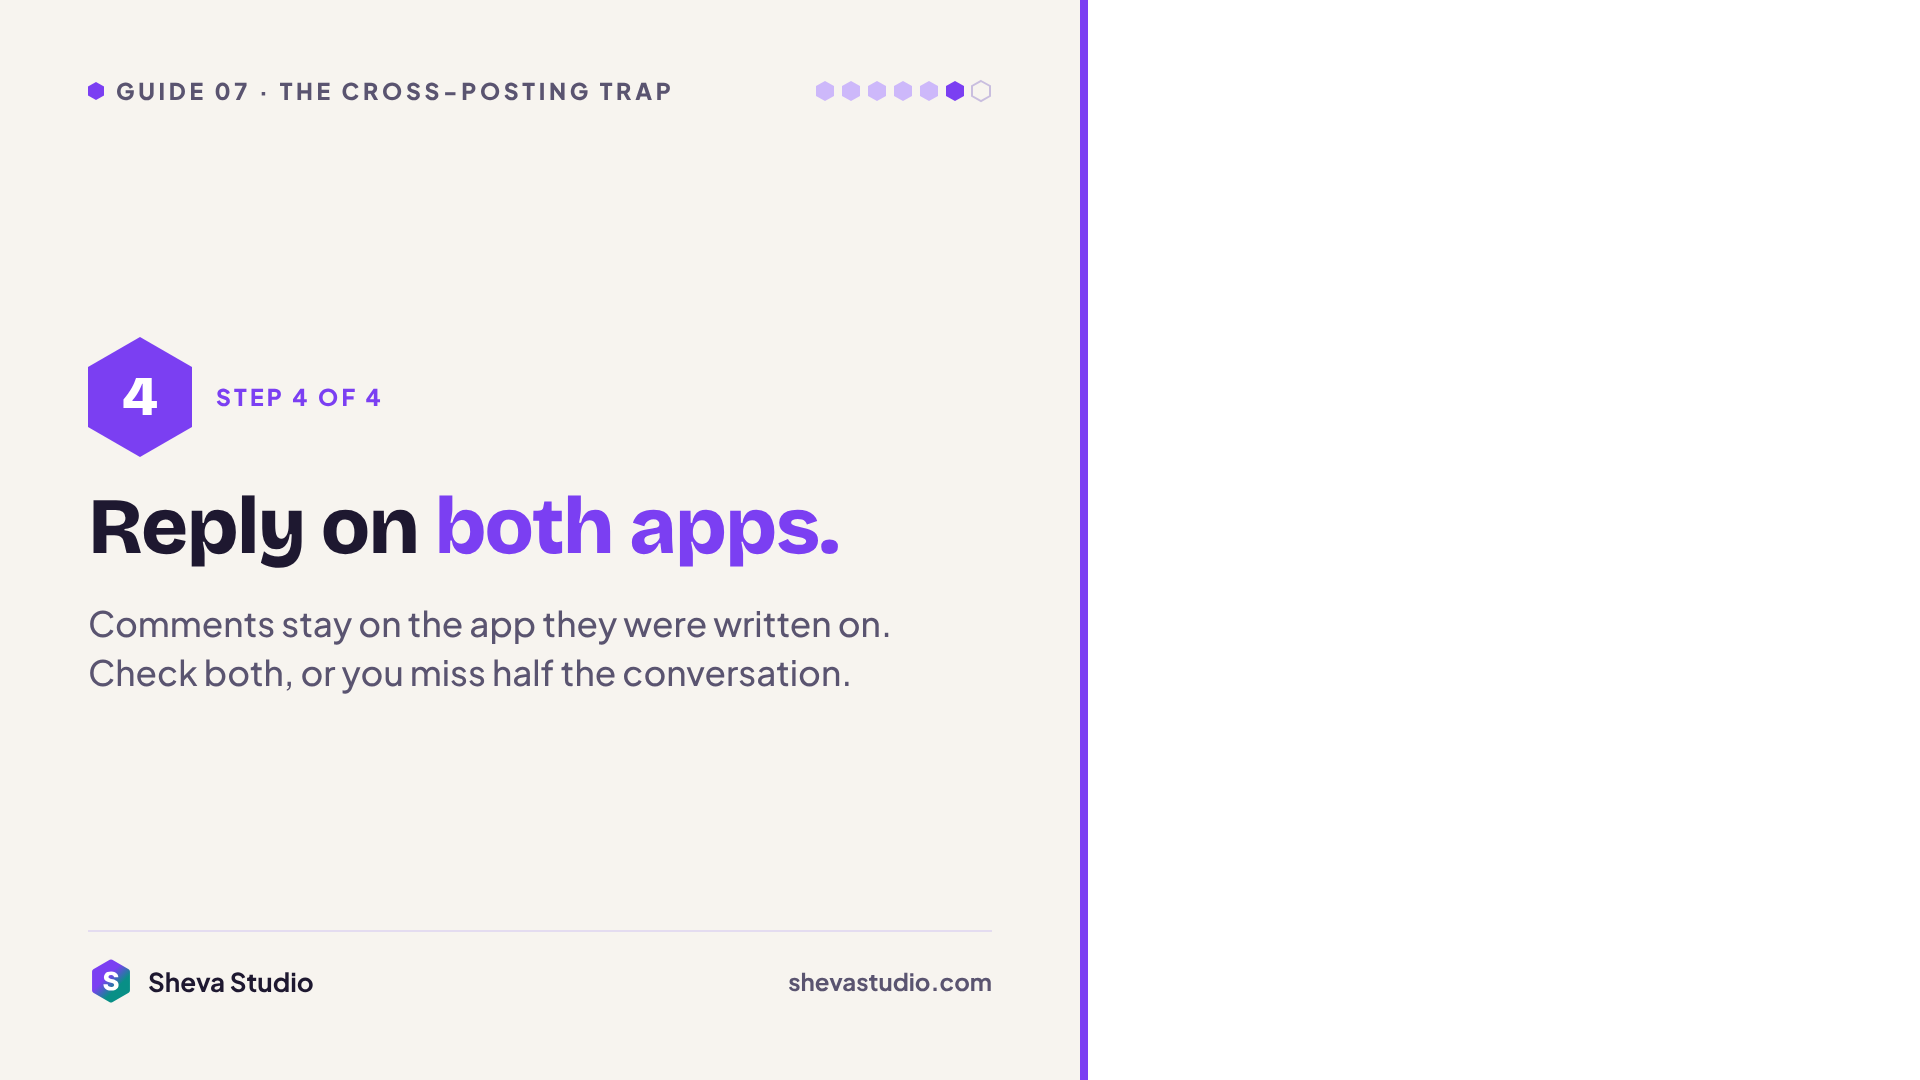 GUIDE 07 · THE CROSS-POSTING TRAP
4
STEP 4 OF 4
Reply on both apps.
Comments stay on the app they were written on.
Check both, or you miss half the conversation.
S
Sheva Studio
shevastudio.com